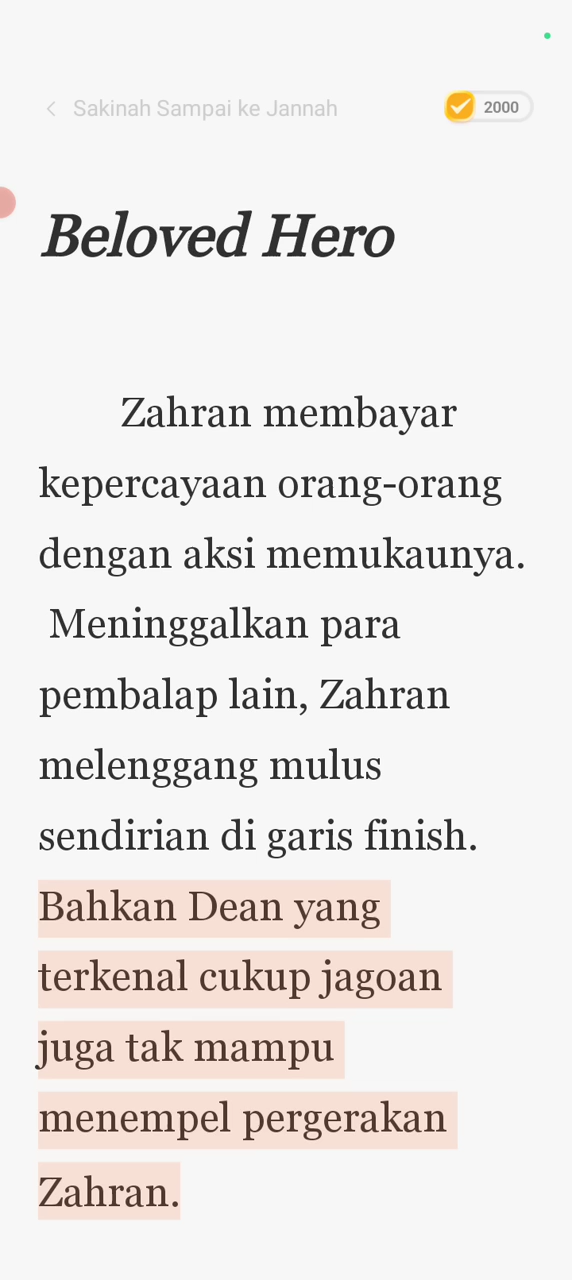 Sakinah Sampai ke Jannah
2000
Beloved Hero
Zahran membayar
kepercayaan orang-orang
dengan aksi memukaunya.
Meninggalkan para
pembalap lain, Zahran
melenggang mulus
sendirian di garis finish.
Bahkan Dean yang
terkenal cukup jagoan
juga tak mampu
menempel pergerakan
Zahran.